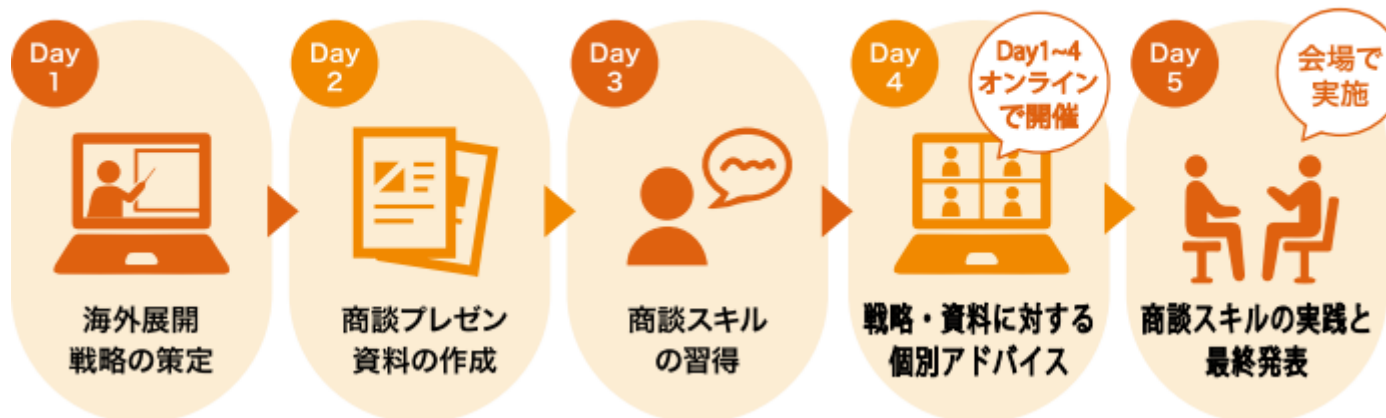 Day
1
海外展開
戦略の策定
Day
2
商談プレゼン
資料の作成
Day
3
商談スキル
の習得
Day
4
Day1~4
オンライン
で開催
戦略・資料に対する
個別アドバイス
Day
5
会場で
実施
商談スキルの実践と
最終発表